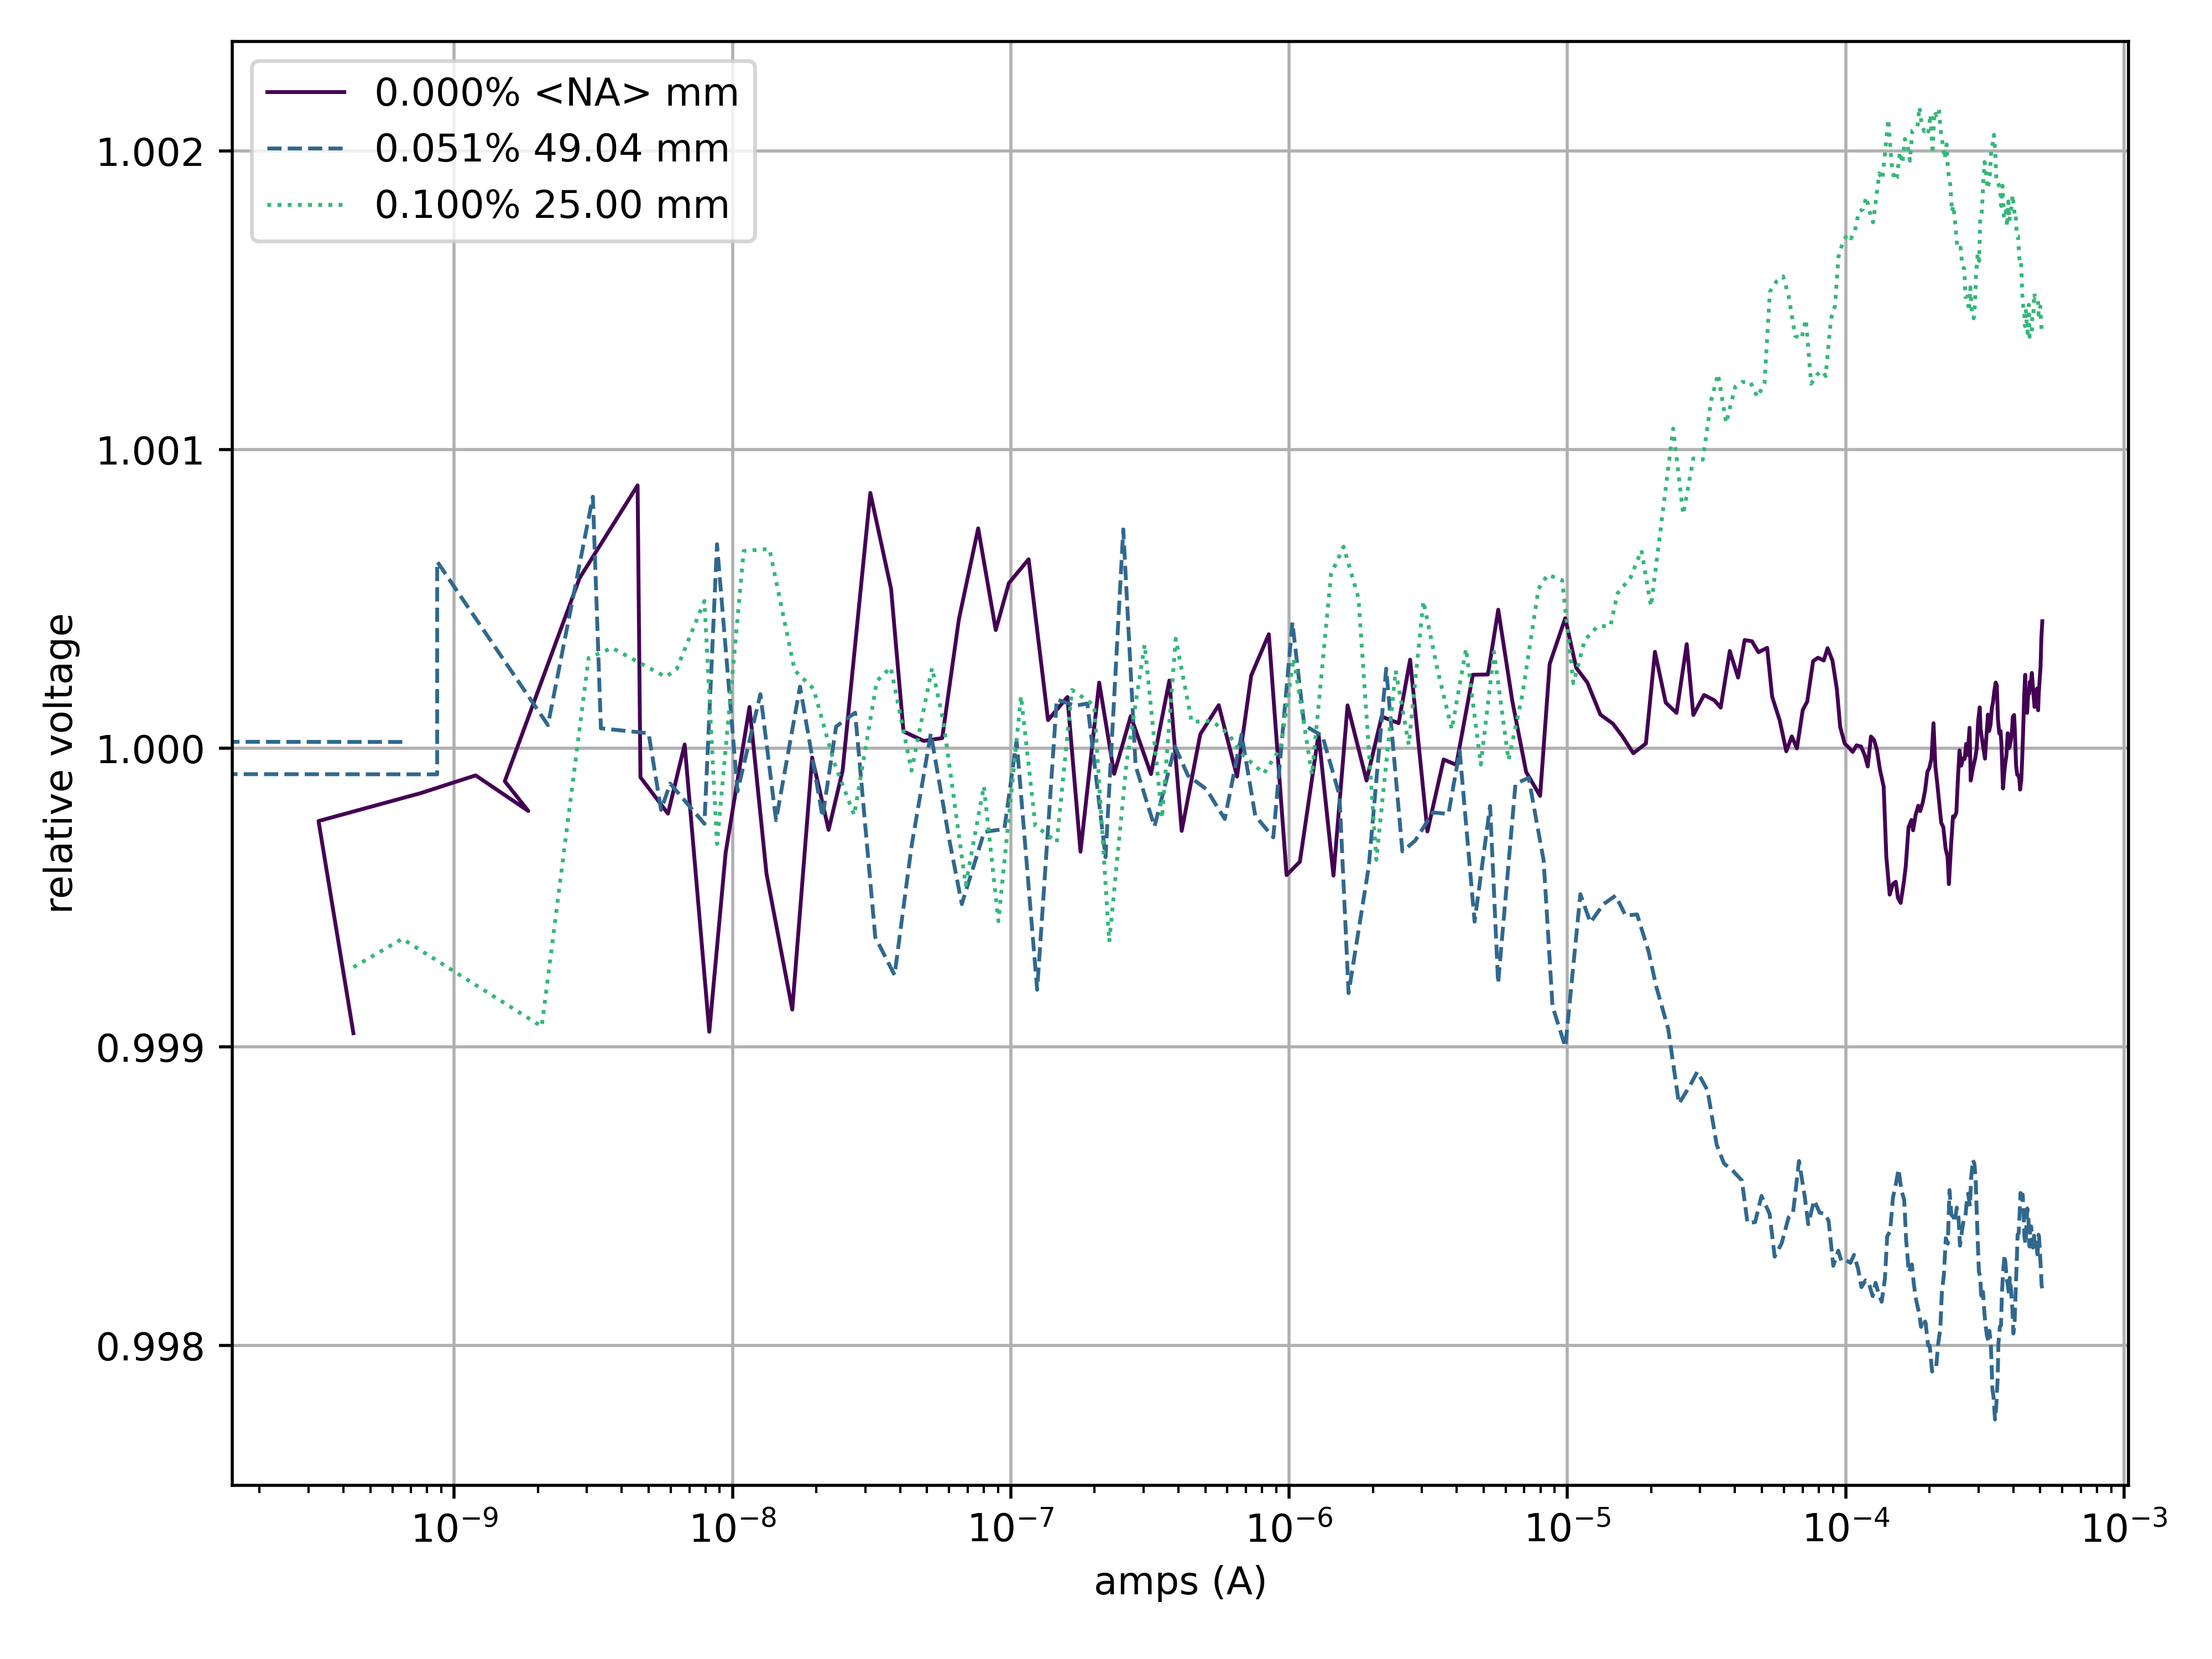 0.000% <NA> mm
0.051% 49.04 mm
0.100% 25.00 mm
1.002
1.001
1.000
0.999
0.998
relative voltage
10⁻⁹ 10⁻⁸ 10⁻⁷ 10⁻⁶ 10⁻⁵ 10⁻⁴ 10⁻³
amps (A)